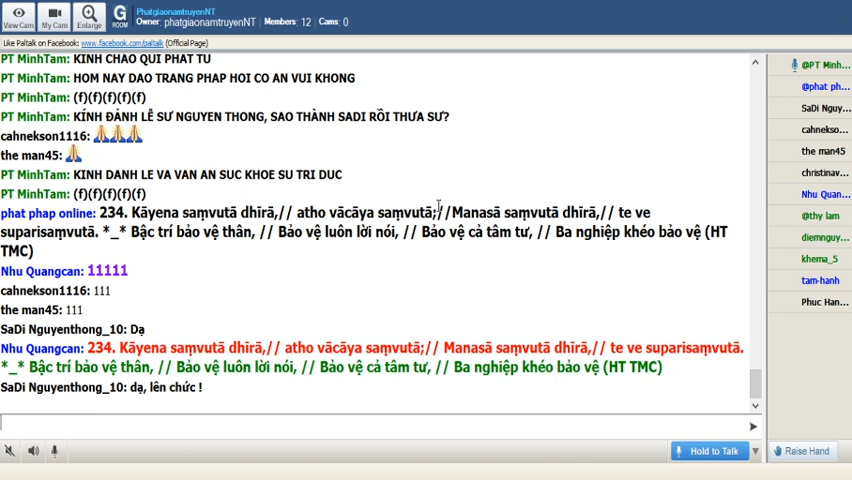 View Cam
My Cam
Enlarge
G
ROOM
PhatgiaonamtruyenNT
Owner: phatgiaonamtruyenNT Members: 12 Cams: 0
Like Paltalk on Facebook: www.facebook.com/paltalk (Official Page)
PT MinhTam: KINH CHAO QUI PHAT TU
PT MinhTam: HOM NAY DAO TRANG PHAP HOI CO AN VUI KHONG
PT MinhTam: (f)(f)(f)(f)(f)
PT MinhTam: KÍNH ĐẢNH LỄ SƯ NGUYEN THONG, SAO THÀNH SADI RỒI THƯA SƯ?
cahnekson1116:
the man45:
PT MinhTam: KINH DANH LE VA VAN AN SUC KHOE SU TRI DUC
PT MinhTam: (f)(f)(f)(f)(f)
phat phap online: 234. Kāyena saṃvutā dhīrā,// atho vācāya saṃvutā;//Manasā saṃvutā dhīrā,// te ve
suparisaṃvutā. *_* Bậc trí bảo vệ thân, // Bảo vệ luôn lời nói, // Bảo vệ cả tâm tư, // Ba nghiệp khéo bảo vệ (HT
TMC)
Nhu Quangcan: 11111
cahnekson1116: 111
the man45: 111
SaDi Nguyenthong_10: Dạ
Nhu Quangcan: 234. Kāyena saṃvutā dhīrā,// atho vācāya saṃvutā;// Manasā saṃvutā dhīrā,// te ve suparisaṃvutā.
*_* Bậc trí bảo vệ thân, // Bảo vệ luôn lời nói, // Bảo vệ cả tâm tư, // Ba nghiệp khéo bảo vệ (HT TMC)
SaDi Nguyenthong_10: dạ, lên chức !
@PT Minh...
@phat ph...
SaDi Nguy...
cahnekso...
the man45
christinav...
Nhu Quan...
@thy lam
diemnguy...
khema_5
tam-hanh
Phuc Han...
Hold to Talk
Raise Hand